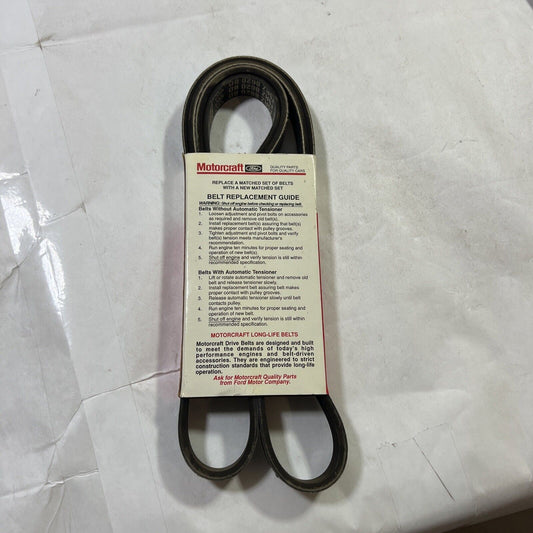 Motorcraft Ford QUALITY PARTS
FOR QUALITY CARS
REPLACE A MATCHED SET OF BELTS
WITH A NEW MATCHED SET
BELT REPLACEMENT GUIDE
WARNING: Shut off engine before checking or replacing belt.
Belts Without Automatic Tensioner
1. Loosen adjustment and pivot bolts on accessories
as required and remove old belt(s).
2. Install replacement belt(s) assuring that belt(s)
makes proper contact with pulley grooves.
3. Tighten adjustment and pivot bolts and verify
belt(s) tension meets manufacturer's
recommendation.
4. Run engine ten minutes for proper seating and
operation of new belt(s).
5. Shut off engine and verify tension is still within
recommended specification.
Belts With Automatic Tensioner
1. Lift or rotate automatic tensioner and remove old
belt and release tensioner slowly.
2. Install replacement belt assuring belt makes
proper contact with pulley grooves.
3. Release automatic tensioner slowly until belt
contacts pulley.
4. Run engine ten minutes for proper seating and
operation of new belt.
5. Shut off engine and verify tension is still within
recommended specification.
MOTORCRAFT LONG-LIFE BELTS
Motorcraft Drive Belts are designed and built
to meet the demands of today's high
performance engines and belt-driven
accessories. They are engineered to strict
construction standards that provide long-life
operation.
Ask for Motorcraft Quality Parts
from Ford Motor Company.